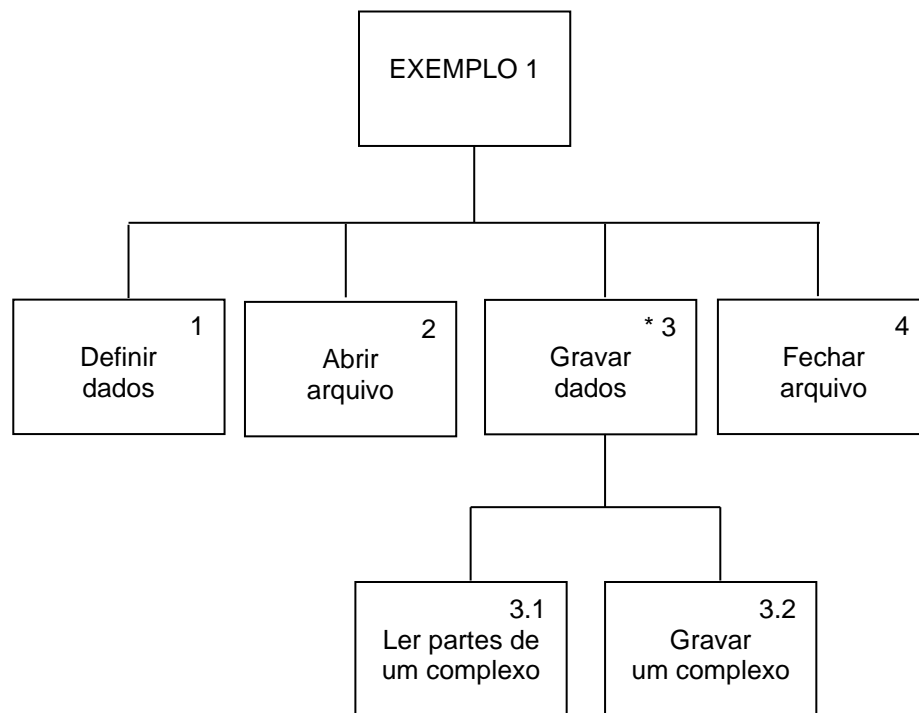 EXEMPLO 1
1
Definir
dados
2
Abrir
arquivo
* 3
Gravar
dados
4
Fechar
arquivo
3.1
Ler partes de
um complexo
3.2
Gravar
um complexo